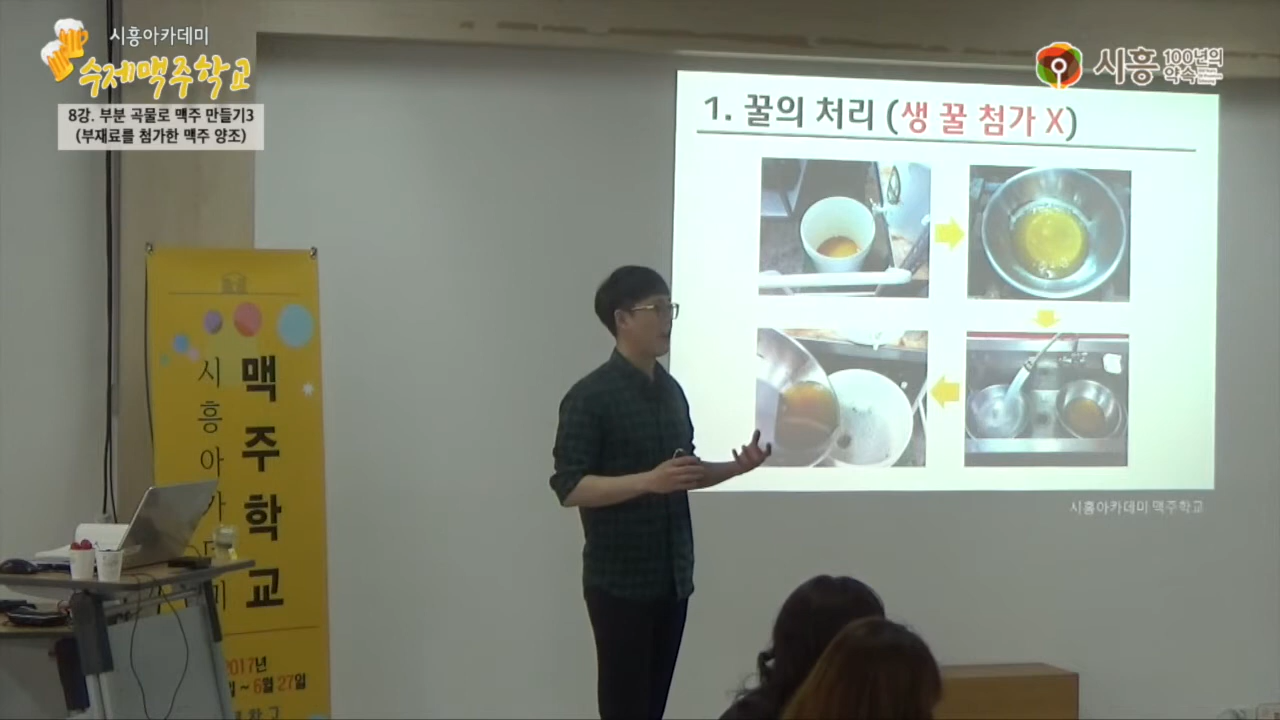 시흥아카데미
수제맥주학교
8강. 부분 곡물로 맥주 만들기3
(부재료를 첨가한 맥주 양조)
시흥 100년의
약속
1. 꿀의 처리 (생 꿀 첨가 X)
시흥아카데미 맥주학교
맥주학교
시흥아카데미
2017년
~ 6월 27일